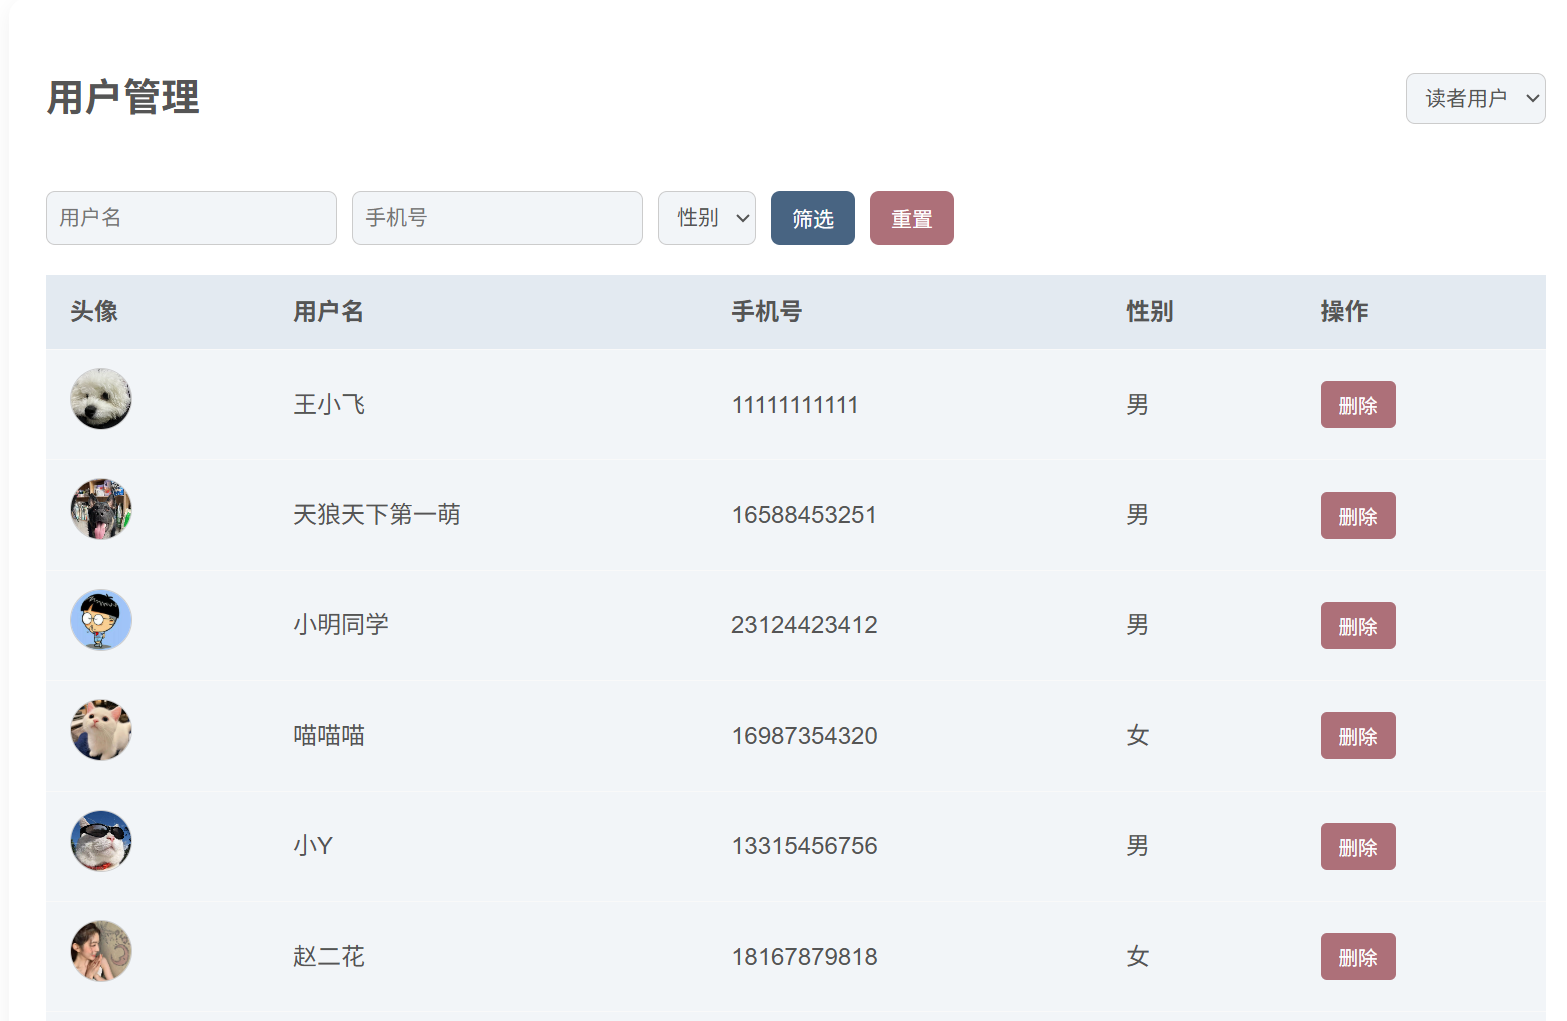 用户管理
读者用户
用户名 手机号 性别 筛选 重置
头像 用户名 手机号 性别 操作
王小飞 11111111111 男 删除
天狼天下第一萌 16588453251 男 删除
小明同学 23124423412 男 删除
喵喵喵 16987354320 女 删除
小Y 13315456756 男 删除
赵二花 18167879818 女 删除